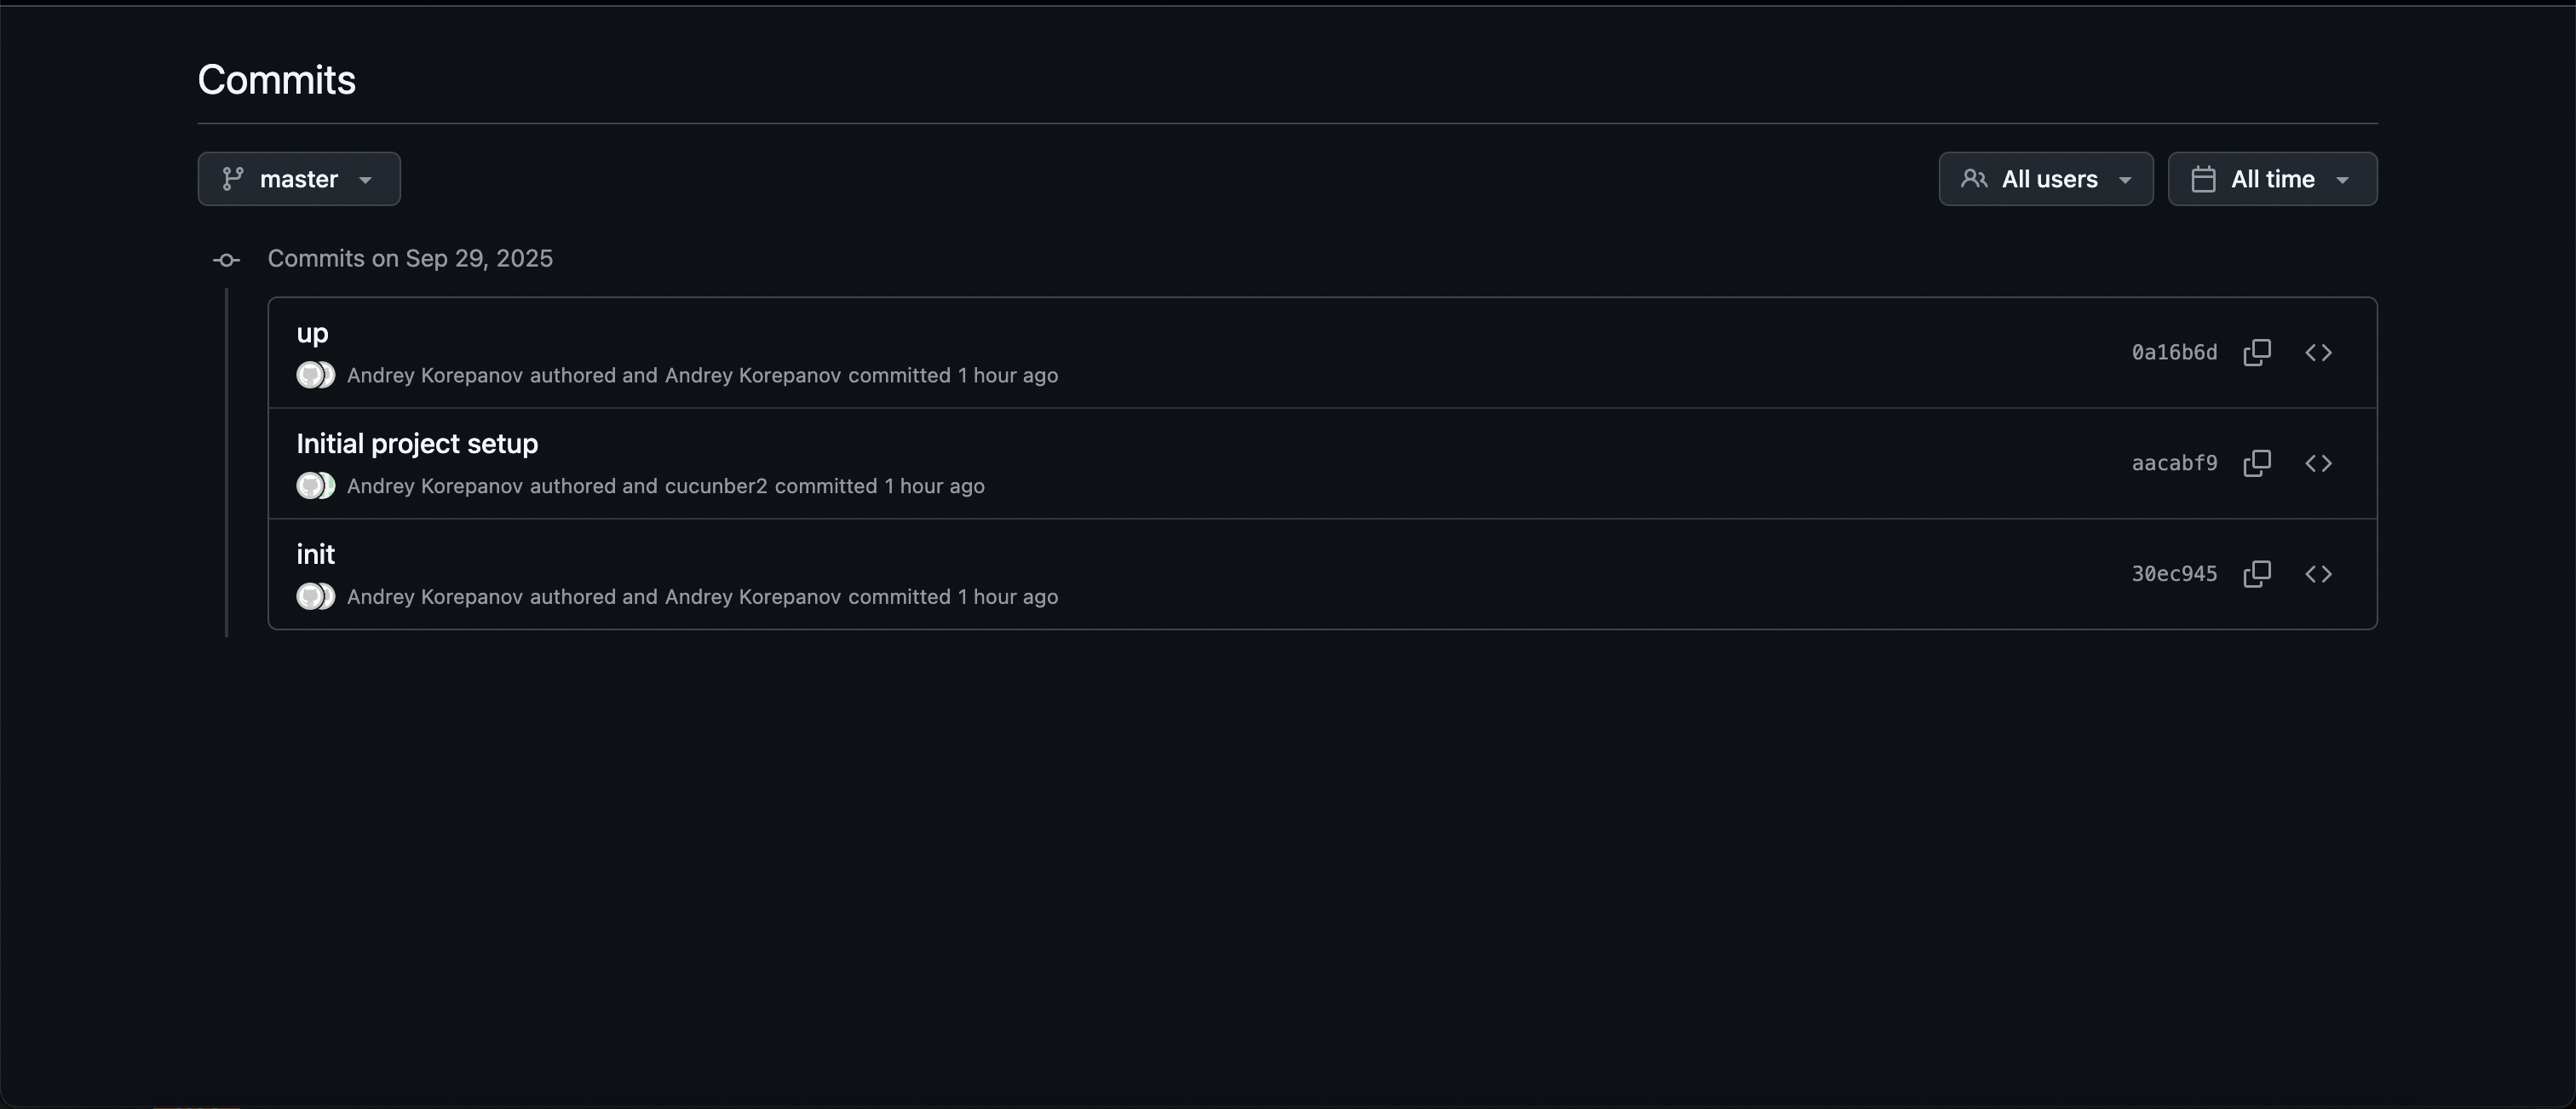 Commits
master
All users
All time
Commits on Sep 29, 2025
up
0a16b6d
Andrey Korepanov authored and Andrey Korepanov committed 1 hour ago
Initial project setup
aacabf9
Andrey Korepanov authored and cucunber2 committed 1 hour ago
init
30ec945
Andrey Korepanov authored and Andrey Korepanov committed 1 hour ago